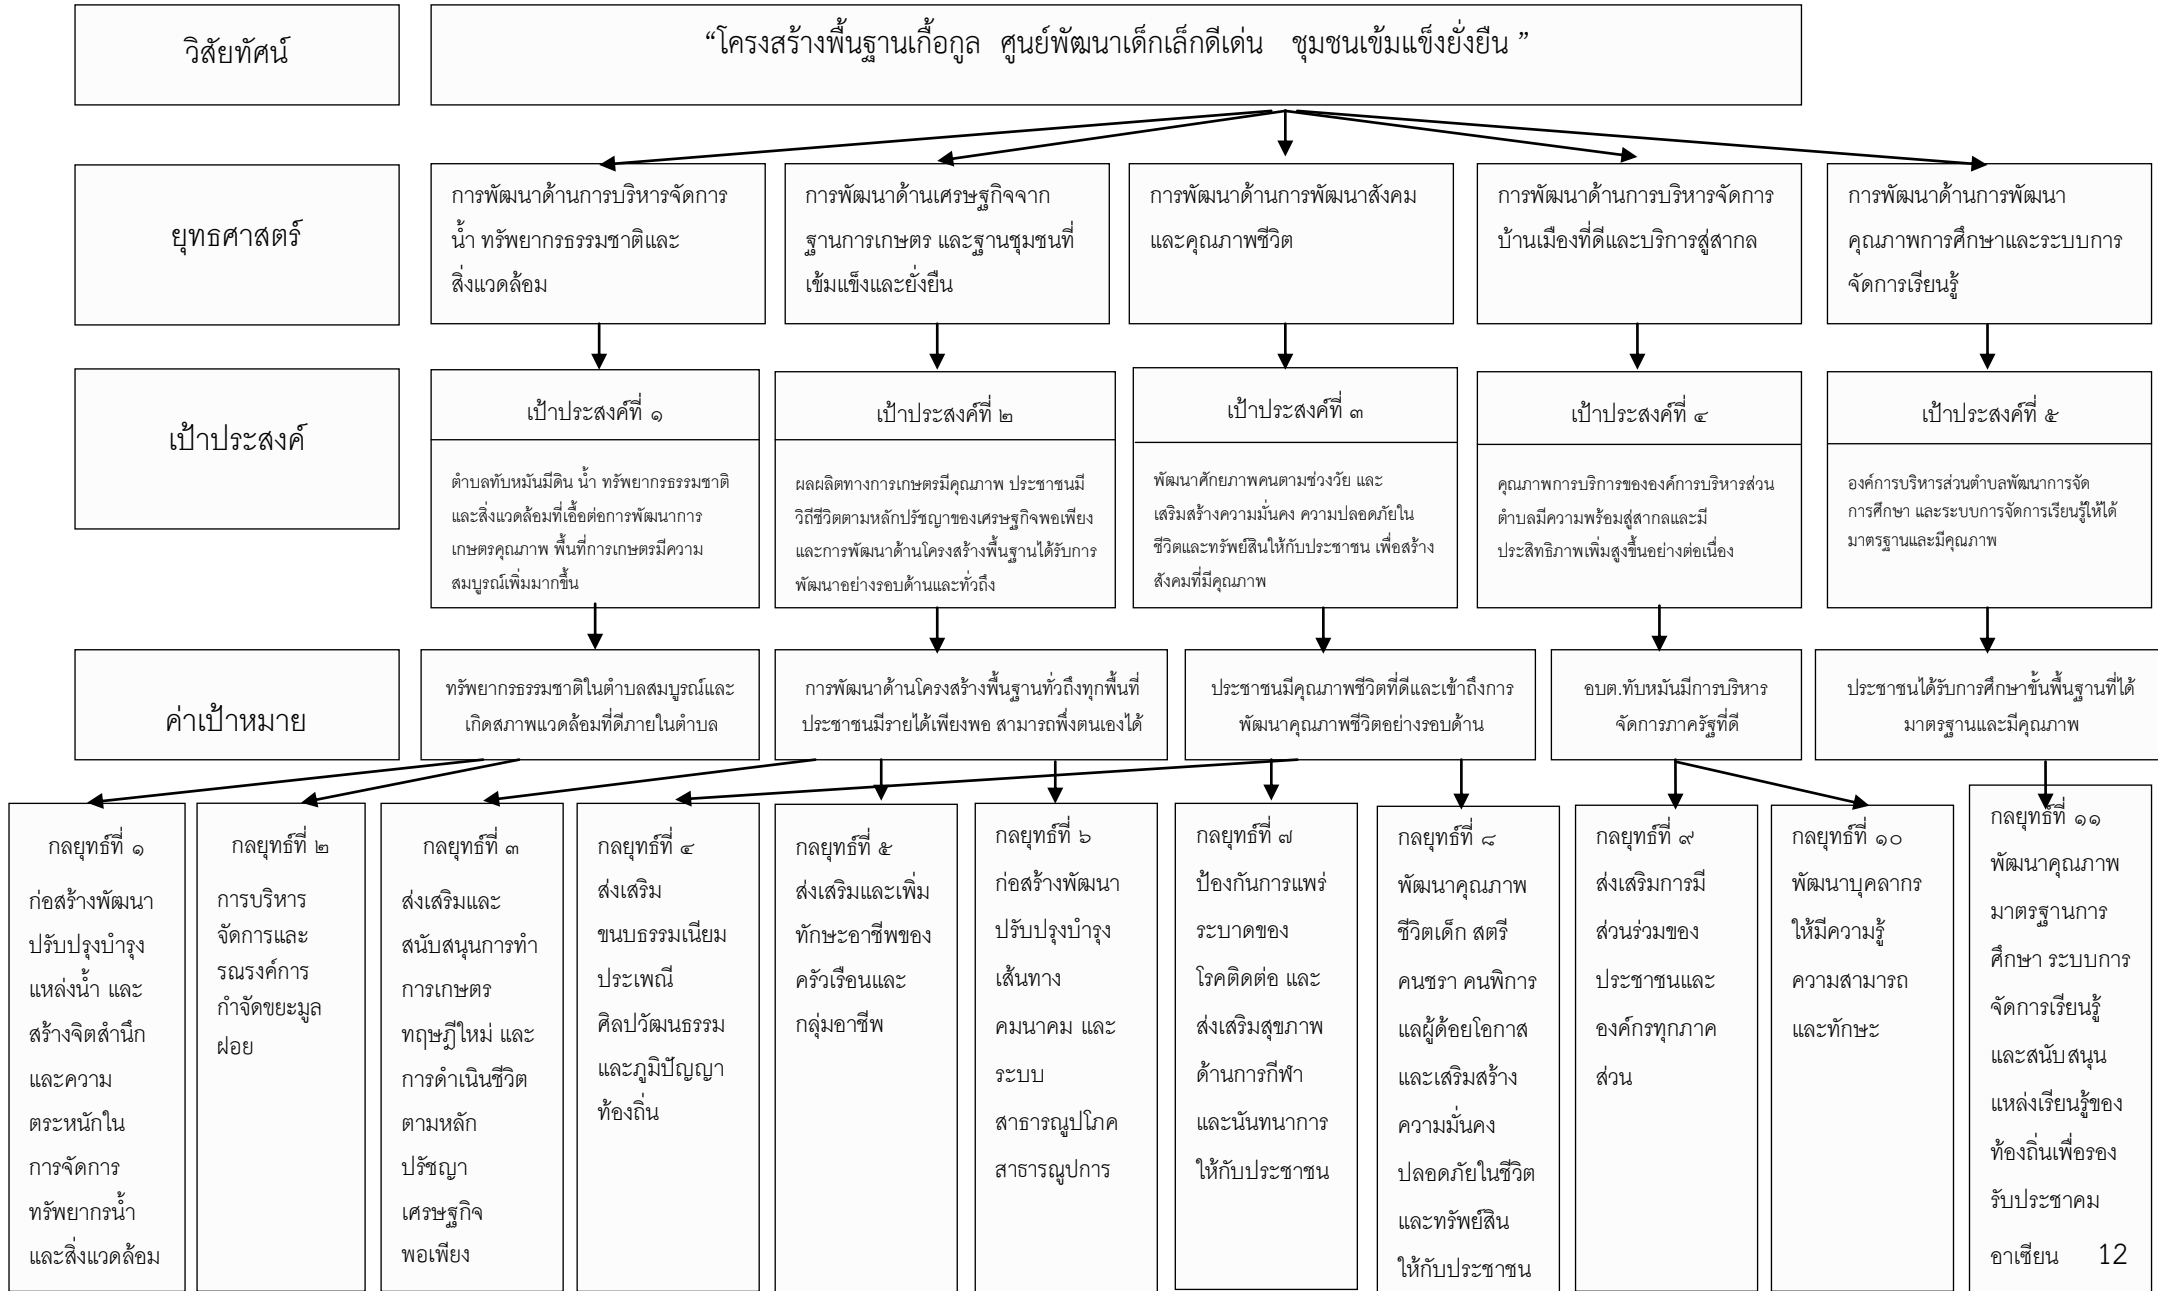 วิสัยทัศน์
“โครงสร้างพื้นฐานเกื้อกูล ศูนย์พัฒนาเด็กเล็กดีเด่น ชุมชนเข้มแข็งยั่งยืน ”
ยุทธศาสตร์
การพัฒนาด้านการบริหารจัดการ
น้ำ ทรัพยากรธรรมชาติและ
สิ่งแวดล้อม
การพัฒนาด้านเศรษฐกิจจาก
ฐานการเกษตร และฐานชุมชนที่
เข้มแข็งและยั่งยืน
การพัฒนาด้านการพัฒนาสังคม
และคุณภาพชีวิต
การพัฒนาด้านการบริหารจัดการ
บ้านเมืองที่ดีและบริการสู่สากล
การพัฒนาด้านการพัฒนา
คุณภาพการศึกษาและระบบการ
จัดการเรียนรู้
เป้าประสงค์
เป้าประสงค์ที่ ๑
ตำบลทับหมันมีดิน น้ำ ทรัพยากรธรรมชาติ
และสิ่งแวดล้อมที่เอื้อต่อการพัฒนาการ
เกษตรคุณภาพ พื้นที่การเกษตรมีความ
สมบูรณ์เพิ่มมากขึ้น
เป้าประสงค์ที่ ๒
ผลผลิตทางการเกษตรมีคุณภาพ ประชาชนมี
วิถีชีวิตตามหลักปรัชญาของเศรษฐกิจพอเพียง
และการพัฒนาด้านโครงสร้างพื้นฐานได้รับการ
พัฒนาอย่างรอบด้านและทั่วถึง
เป้าประสงค์ที่ ๓
พัฒนาศักยภาพคนตามช่วงวัย และ
เสริมสร้างความมั่นคง ความปลอดภัยใน
ชีวิตและทรัพย์สินให้กับประชาชน เพื่อสร้าง
สังคมที่มีคุณภาพ
เป้าประสงค์ที่ ๔
คุณภาพการบริการขององค์การบริหารส่วน
ตำบลมีความพร้อมสู่สากลและมี
ประสิทธิภาพเพิ่มสูงขึ้นอย่างต่อเนื่อง
เป้าประสงค์ที่ ๕
องค์การบริหารส่วนตำบลพัฒนาการจัด
การศึกษา และระบบการจัดการเรียนรู้ให้ได้
มาตรฐานและมีคุณภาพ
ค่าเป้าหมาย
ทรัพยากรธรรมชาติในตำบลสมบูรณ์และ
เกิดสภาพแวดล้อมที่ดีภายในตำบล
การพัฒนาด้านโครงสร้างพื้นฐานทั่วถึงทุกพื้นที่
ประชาชนมีรายได้เพียงพอ สามารถพึ่งตนเองได้
ประชาชนมีคุณภาพชีวิตที่ดีและเข้าถึงการ
พัฒนาคุณภาพชีวิตอย่างรอบด้าน
อบต.ทับหมันมีการบริหาร
จัดการภาครัฐที่ดี
ประชาชนได้รับการศึกษาขั้นพื้นฐานที่ได้
มาตรฐานและมีคุณภาพ
กลยุทธ์ที่ ๑
ก่อสร้างพัฒนา
ปรับปรุงบำรุง
แหล่งน้ำ และ
สร้างจิตสำนึก
และความ
ตระหนักใน
การจัดการ
ทรัพยากรน้ำ
และสิ่งแวดล้อม
กลยุทธ์ที่ ๒
การบริหาร
จัดการและ
รณรงค์การ
กำจัดขยะมูล
ฝอย
กลยุทธ์ที่ ๓
ส่งเสริมและ
สนับสนุนการทำ
การเกษตร
ทฤษฎีใหม่ และ
การดำเนินชีวิต
ตามหลัก
ปรัชญา
เศรษฐกิจ
พอเพียง
กลยุทธ์ที่ ๔
ส่งเสริม
ขนบธรรมเนียม
ประเพณี
ศิลปวัฒนธรรม
และภูมิปัญญา
ท้องถิ่น
กลยุทธ์ที่ ๕
ส่งเสริมและเพิ่ม
ทักษะอาชีพของ
ครัวเรือนและ
กลุ่มอาชีพ
กลยุทธ์ที่ ๖
ก่อสร้างพัฒนา
ปรับปรุงบำรุง
เส้นทาง
คมนาคม และ
ระบบ
สาธารณูปโภค
สาธารณูปการ
กลยุทธ์ที่ ๗
ป้องกันการแพร่
ระบาดของ
โรคติดต่อ และ
ส่งเสริมสุขภาพ
ด้านการกีฬา
และนันทนาการ
ให้กับประชาชน
กลยุทธ์ที่ ๘
พัฒนาคุณภาพ
ชีวิตเด็ก สตรี
คนชรา คนพิการ
แลผู้ด้อยโอกาส
และเสริมสร้าง
ความมั่นคง
ปลอดภัยในชีวิต
และทรัพย์สิน
ให้กับประชาชน
กลยุทธ์ที่ ๙
ส่งเสริมการมี
ส่วนร่วมของ
ประชาชนและ
องค์กรทุกภาค
ส่วน
กลยุทธ์ที่ ๑๐
พัฒนาบุคลากร
ให้มีความรู้
ความสามารถ
และทักษะ
กลยุทธ์ที่ ๑๑
พัฒนาคุณภาพ
มาตรฐานการ
ศึกษา ระบบการ
จัดการเรียนรู้
และสนับสนุน
แหล่งเรียนรู้ของ
ท้องถิ่นเพื่อรอง
รับประชาคม
อาเซียน 12